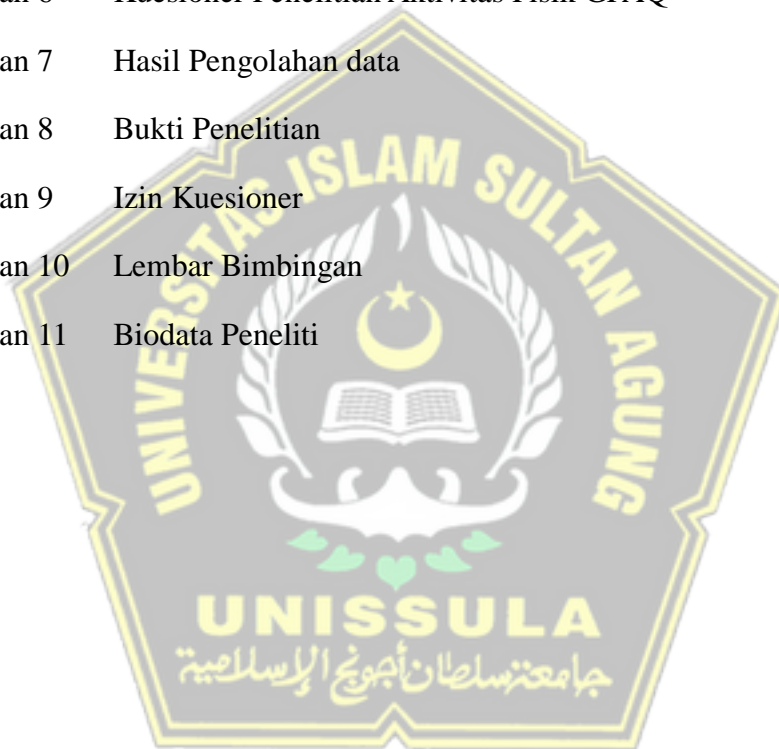 an 7 Hasil Pengolahan data
an 8 Bukti Penelitian
an 9 Izin Kuesioner
an 10 Lembar Bimbingan
an 11 Biodata Peneliti
UNIVERSITAS ISLAM SULTAN AGUNG
UNISSULA
جامعة سلطان أجونج الإسلامية